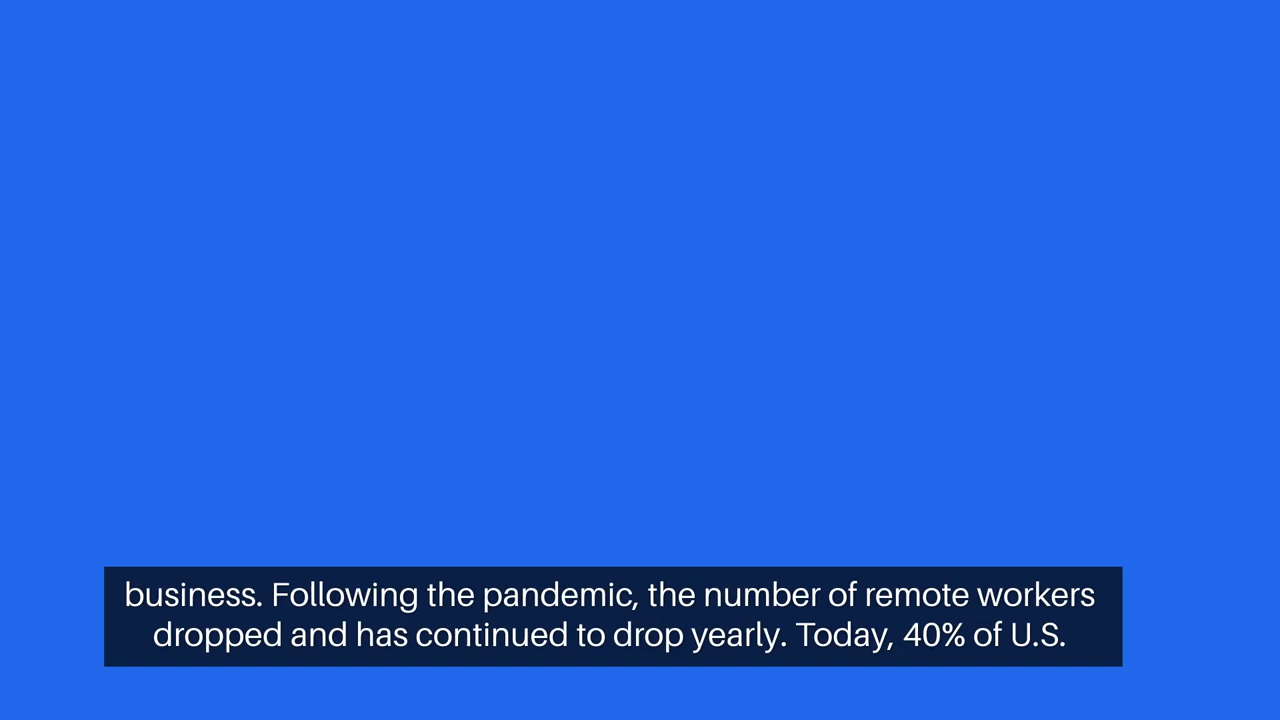 business. Following the pandemic, the number of remote workers
dropped and has continued to drop yearly. Today, 40% of U.S.